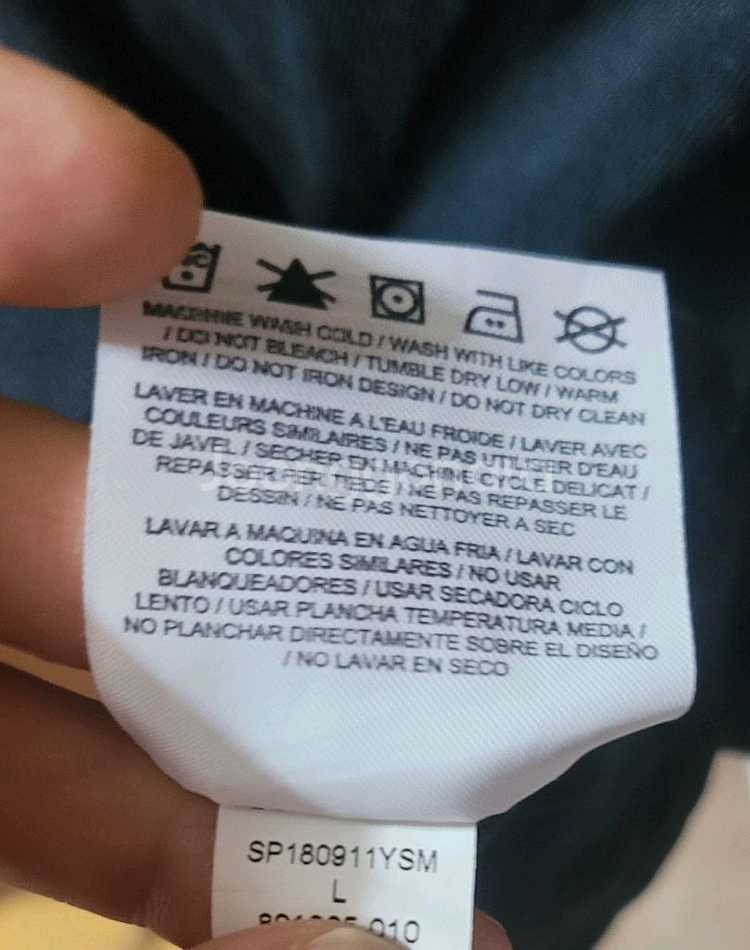 MACHINE WASH COLD / WASH WITH LIKE COLORS
/ DO NOT BLEACH / TUMBLE DRY LOW / WARM
IRON / DO NOT IRON DESIGN / DO NOT DRY CLEAN
LAVER EN MACHINE A L'EAU FROIDE / LAVER AVEC
COULEURS SIMILAIRES / NE PAS UTILISER D'EAU
DE JAVEL / SECHER EN MACHINE CYCLE DELICAT /
REPASSER FER TIEDE / NE PAS REPASSER LE
DESSIN / NE PAS NETTOYER A SEC
LAVAR A MAQUINA EN AGUA FRIA / LAVAR CON
COLORES SIMILARES / NO USAR
BLANQUEADORES / USAR SECADORA CICLO
LENTO / USAR PLANCHA TEMPERATURA MEDIA /
NO PLANCHAR DIRECTAMENTE SOBRE EL DISEÑO
/ NO LAVAR EN SECO
SP180911YSM
L